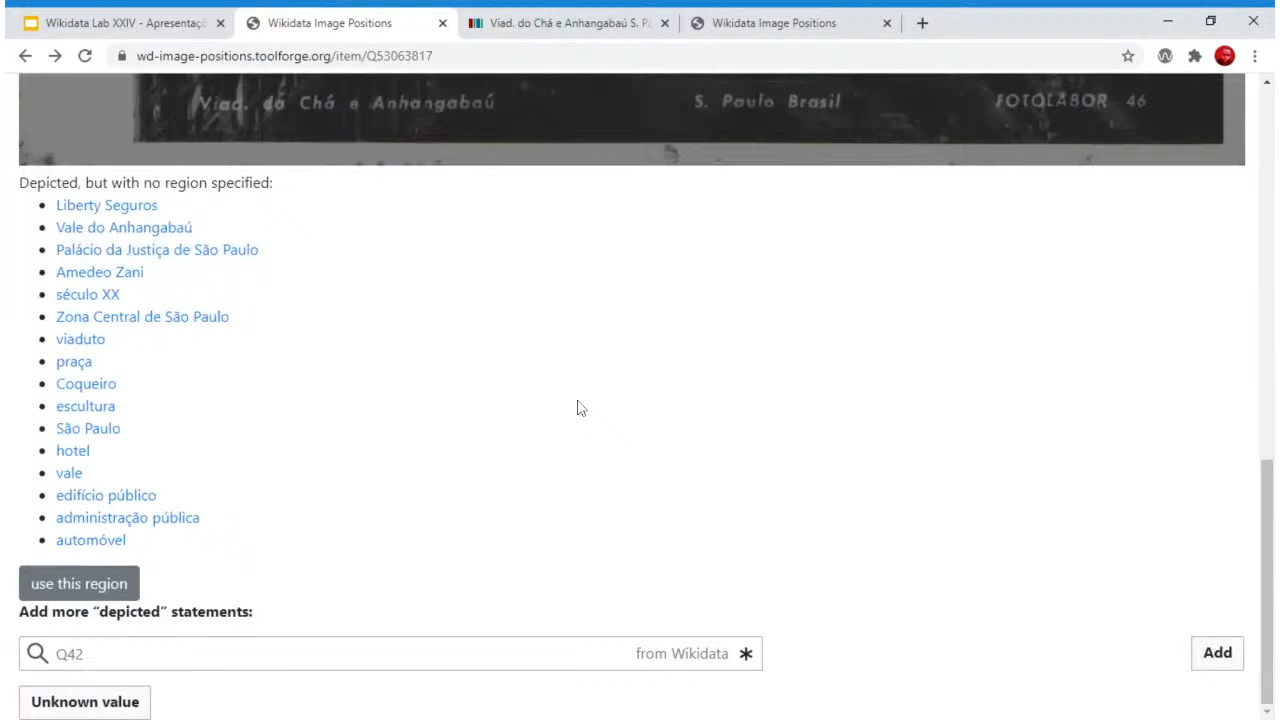 Wikidata Lab XXIV - Apresentaç
Wikidata Image Positions
Viad. do Chá e Anhangabaú S. P.
Wikidata Image Positions
wd-image-positions.toolforge.org/item/Q53063817
Viad. do Chá e Anhangabaú S. Paulo Brasil FOTOLABOR 46
Depicted, but with no region specified:
Liberty Seguros
Vale do Anhangabaú
Palácio da Justiça de São Paulo
Amedeo Zani
século XX
Zona Central de São Paulo
viaduto
praça
Coqueiro
escultura
São Paulo
hotel
vale
edifício público
administração pública
automóvel
use this region
Add more “depicted” statements:
Q42 from Wikidata Add
Unknown value